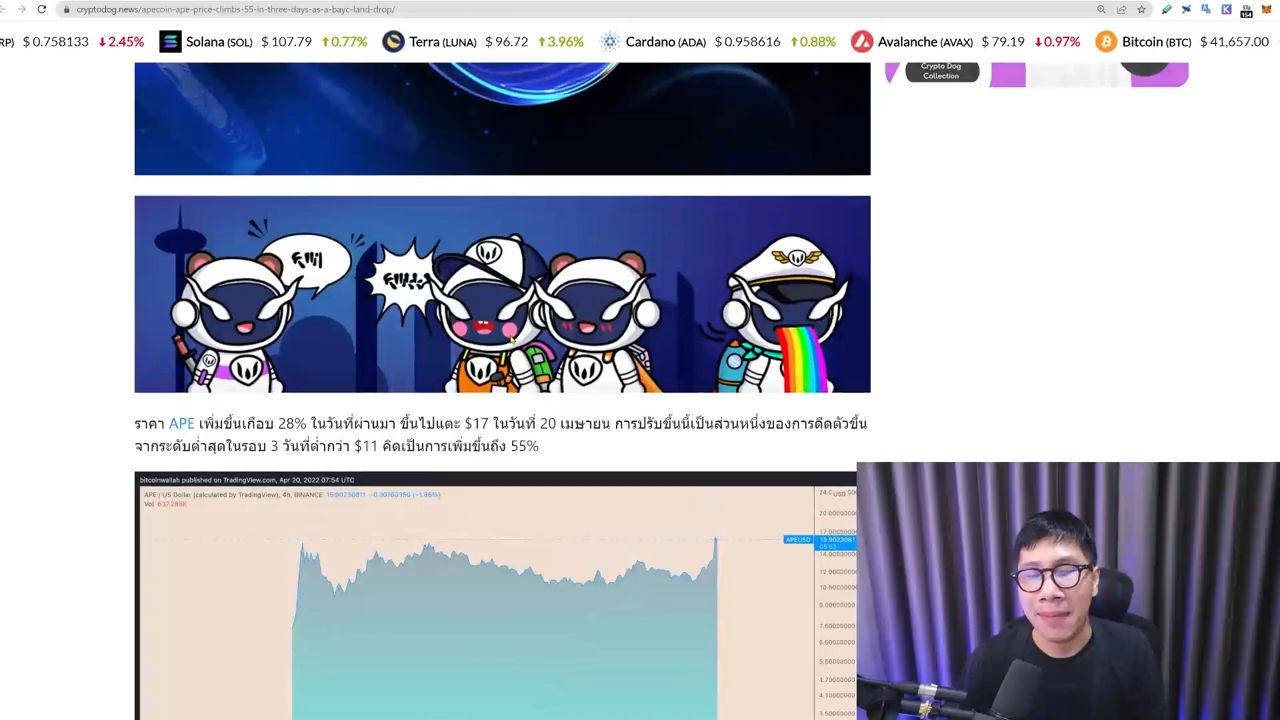 cryptodog.news/apecoin-ape-price-climbs-55-in-three-days-as-a-bayc-land-drop/
RP) $ 0.758133 2.45% Solana (SOL) $ 107.79 0.77% Terra (LUNA) $ 96.72 3.96% Cardano (ADA) $ 0.958616 0.88% Avalanche (AVAX) $ 79.19 0.97% Bitcoin (BTC) $ 41,657.00
Crypto Dog
Collection
ราคา APE เพิ่มขึ้นเกือบ 28% ในวันที่ผ่านมา ขึ้นไปแตะ $17 ในวันที่ 20 เมษายน การปรับขึ้นนี้เป็นส่วนหนึ่งของการดีดตัวขึ้น
จากระดับต่ำสุดในรอบ 3 วันที่ต่ำกว่า $11 คิดเป็นการเพิ่มขึ้นถึง 55%
bitcoinwallah published on TradingView.com, Apr 20, 2022 07:54 UTC
APE / US Dollar (calculated by TradingView), 4h, BINANCE
Vol 637.285K
USD
APEUSD